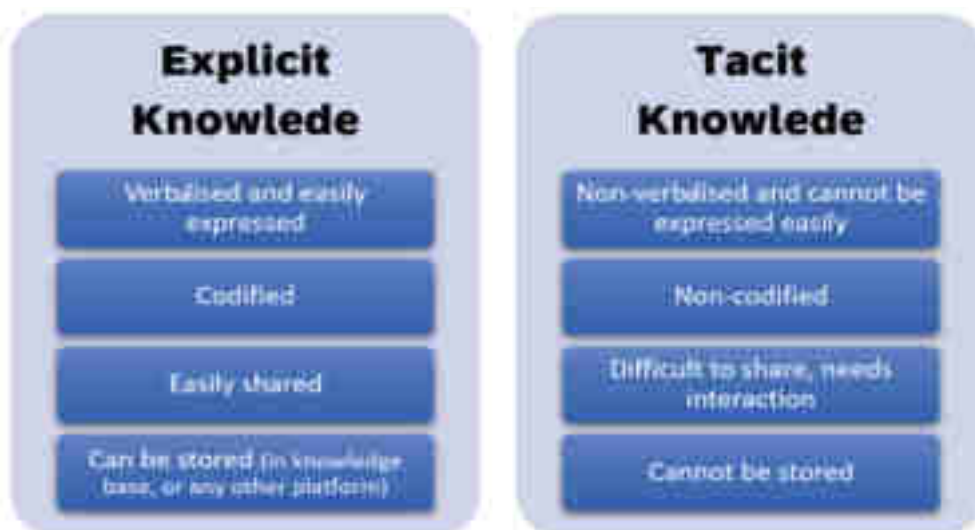 Explicit
Knowlede
Verbalised and easily
expressed
Codified
Easily shared
Can be stored (in knowledge
base, or any other platform)
Tacit
Knowlede
Non-verbalised and cannot be
expressed easily
Non-codified
Difficult to share, needs
interaction
Cannot be stored